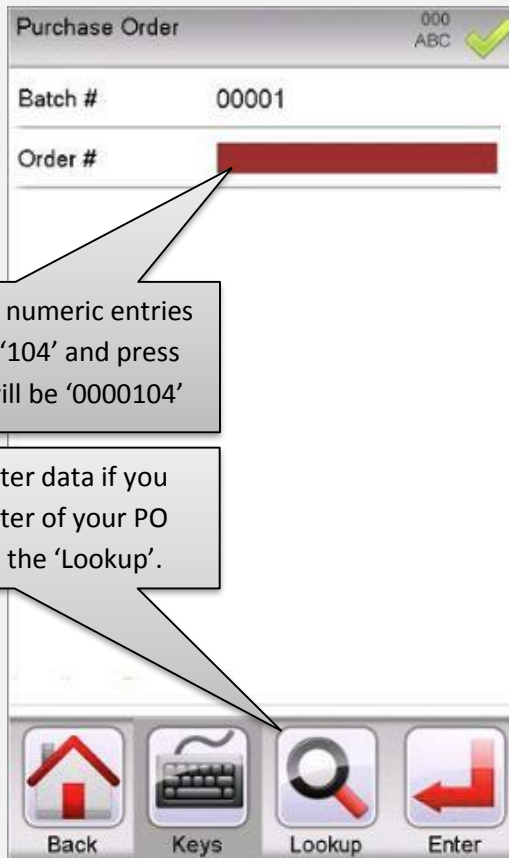 Purchase Order
000
ABC
Batch # 00001
Order #
numeric entries
‘104’ and press
will be ‘0000104’
ter data if you
ter of your PO
the ‘Lookup’.
Back Keys Lookup Enter